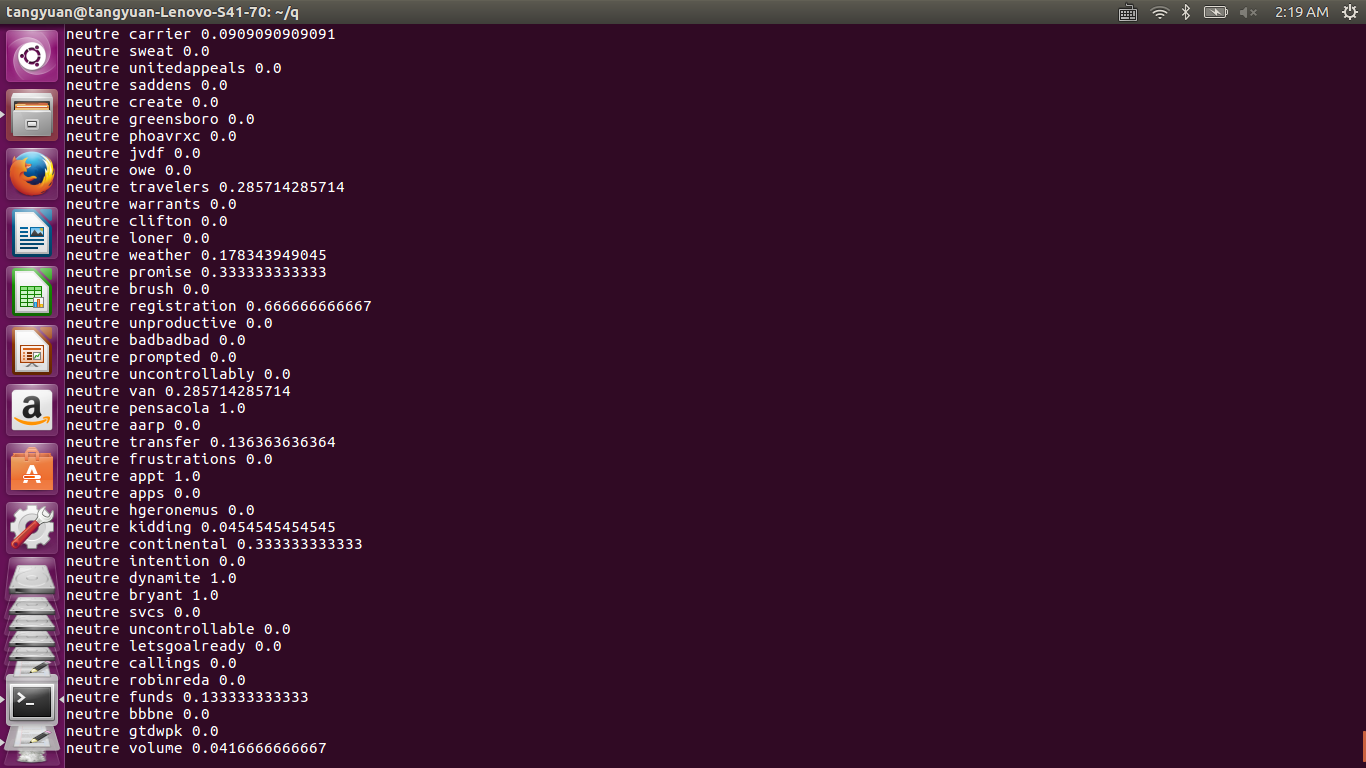 tangyuan@tangyuan-Lenovo-S41-70: ~/q
2:19 AM
neutre carrier 0.0909090909091
neutre sweat 0.0
neutre unitedappeals 0.0
neutre saddens 0.0
neutre create 0.0
neutre greensboro 0.0
neutre phoavrxc 0.0
neutre jvdf 0.0
neutre owe 0.0
neutre travelers 0.285714285714
neutre warrants 0.0
neutre clifton 0.0
neutre loner 0.0
neutre weather 0.178343949045
neutre promise 0.333333333333
neutre brush 0.0
neutre registration 0.666666666667
neutre unproductive 0.0
neutre badbadbad 0.0
neutre prompted 0.0
neutre uncontrollably 0.0
neutre van 0.285714285714
neutre pensacola 1.0
neutre aarp 0.0
neutre transfer 0.136363636364
neutre frustrations 0.0
neutre appt 1.0
neutre apps 0.0
neutre hgeronemus 0.0
neutre kidding 0.0454545454545
neutre continental 0.333333333333
neutre intention 0.0
neutre dynamite 1.0
neutre bryant 1.0
neutre svcs 0.0
neutre uncontrollable 0.0
neutre letsgoalready 0.0
neutre callings 0.0
neutre robinreda 0.0
neutre funds 0.133333333333
neutre bbbne 0.0
neutre gtdwpk 0.0
neutre volume 0.0416666666667